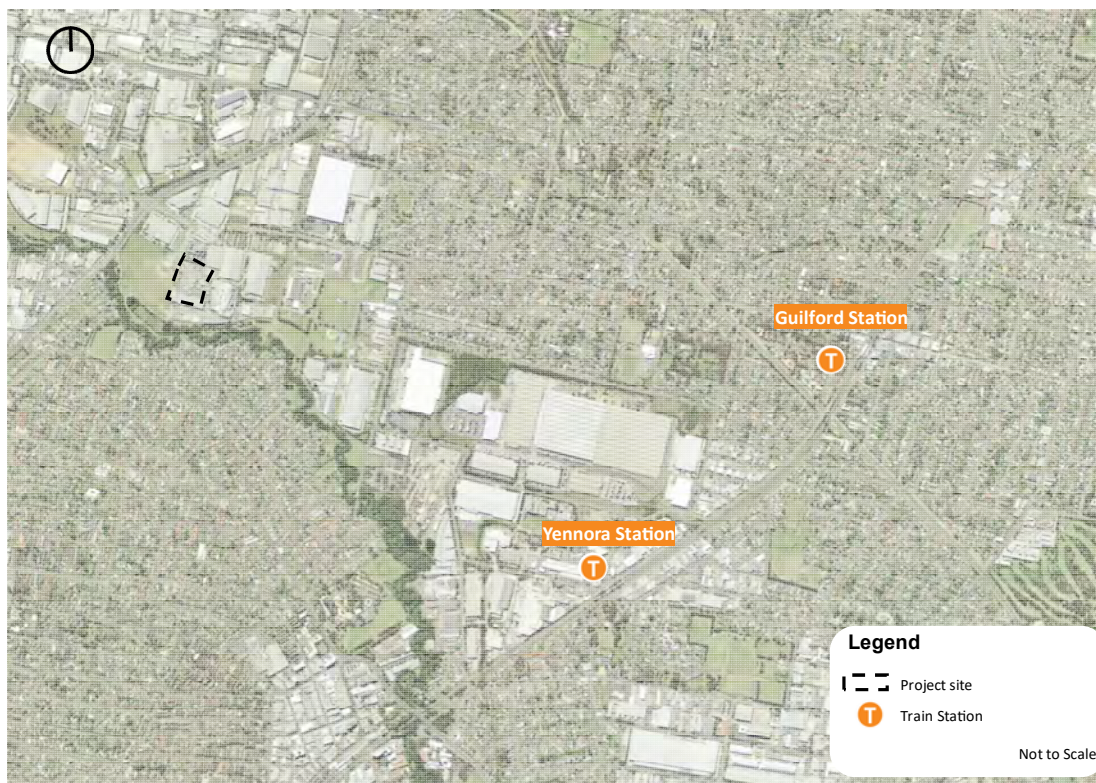 Guilford Station
T
Yennora Station
T
Legend
Project site
T Train Station
Not to Scale